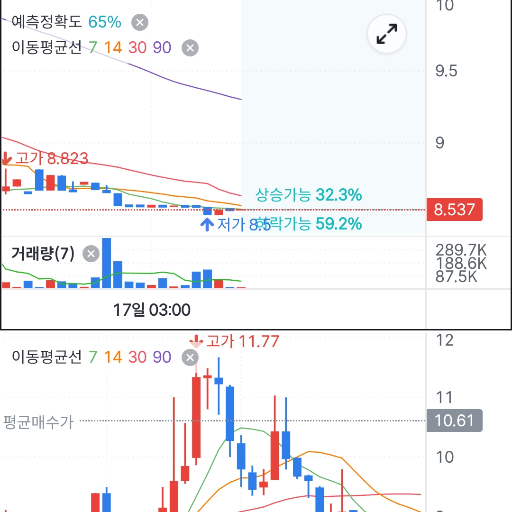 10
예측정확도 65%
이동평균선 7 14 30 90
9.5
9
고가 8.823
상승가능 32.3%
8.537
저가 8.5
하락가능 59.2%
거래량(7)
289.7K
188.6K
87.5K
17일 03:00
고가 11.77
12
이동평균선 7 14 30 90
11
평균매수가
10.61
10